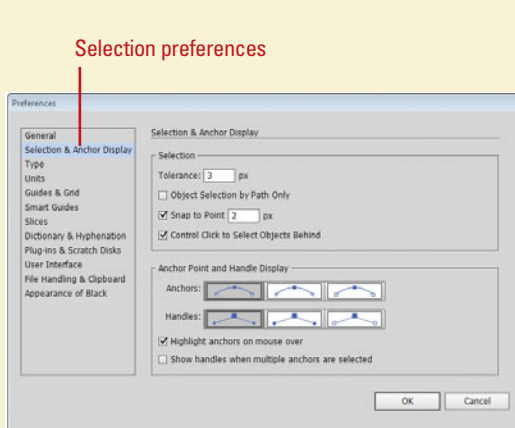 Selection preferences
Preferences
General
Selection & Anchor Display
Type
Units
Guides & Grid
Smart Guides
Slices
Dictionary & Hyphenation
Plug-ins & Scratch Disks
User Interface
File Handling & Clipboard
Appearance of Black
Selection & Anchor Display
Selection
Tolerance: 3 px
Object Selection by Path Only
Snap to Point 2 px
Control Click to Select Objects Behind
Anchor Point and Handle Display
Anchors:
Handles:
Highlight anchors on mouse over
Show handles when multiple anchors are selected
OK Cancel